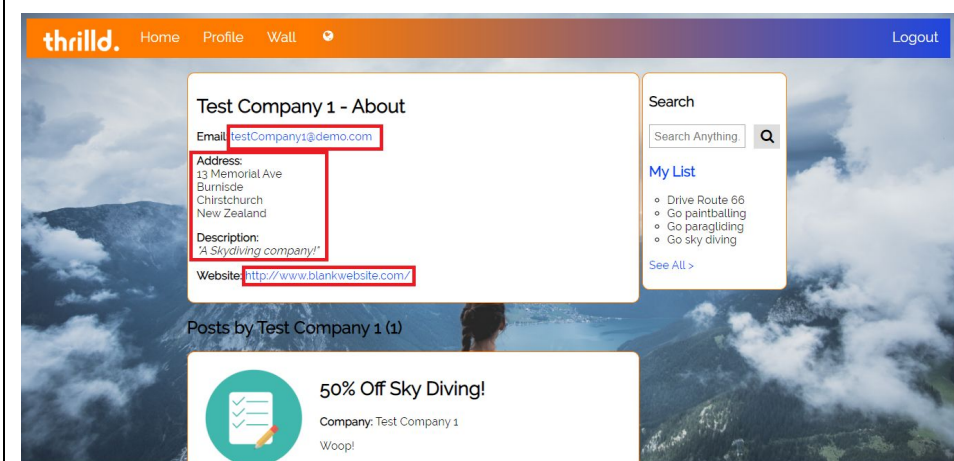 thrilld. Home Profile Wall Logout
Test Company 1 - About
Email: testCompany1@demo.com
Address:
13 Memorial Ave
Burnisde
Chirstchurch
New Zealand
Description:
"A Skydiving company!"
Website: http://www.blankwebsite.com/
Search
Search Anything.
My List
Drive Route 66
Go paintballing
Go paragliding
Go sky diving
See All >
Posts by Test Company 1 (1)
50% Off Sky Diving!
Company: Test Company 1
Woop!